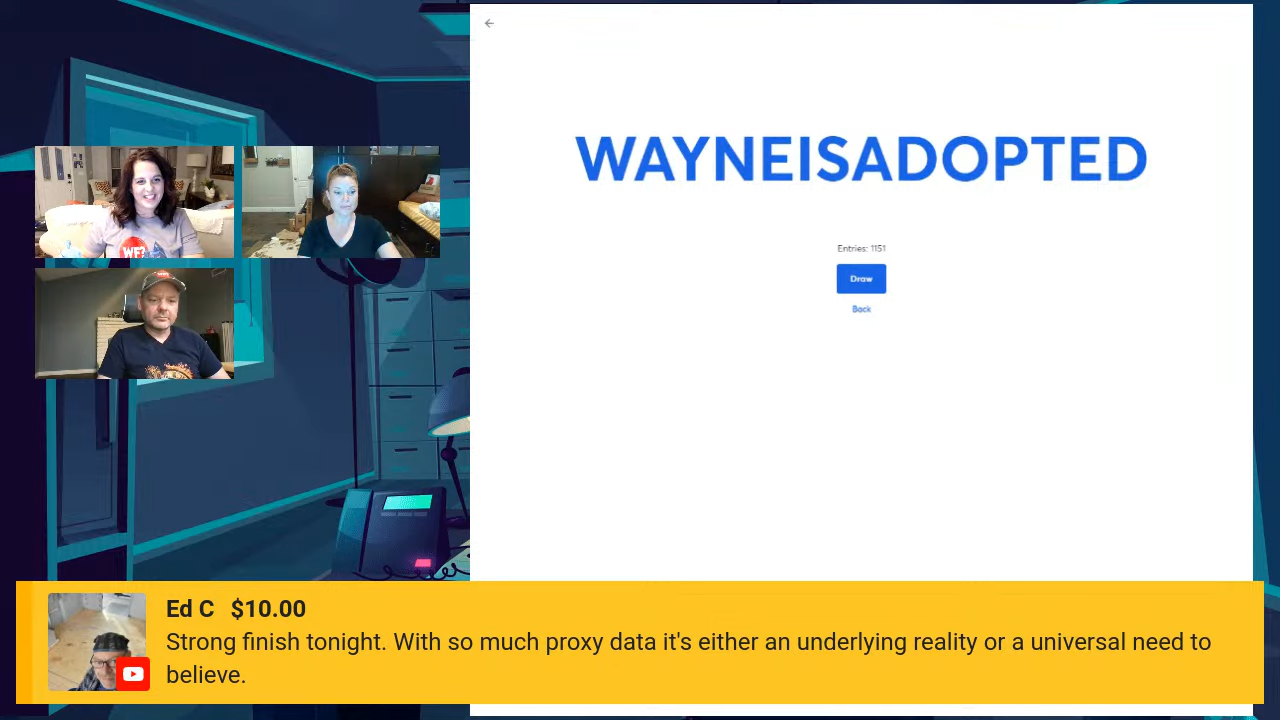 WAYNEISADOPTED
Entries: 1151
Draw
Back
WF?
Ed C $10.00
Strong finish tonight. With so much proxy data it's either an underlying reality or a universal need to
believe.